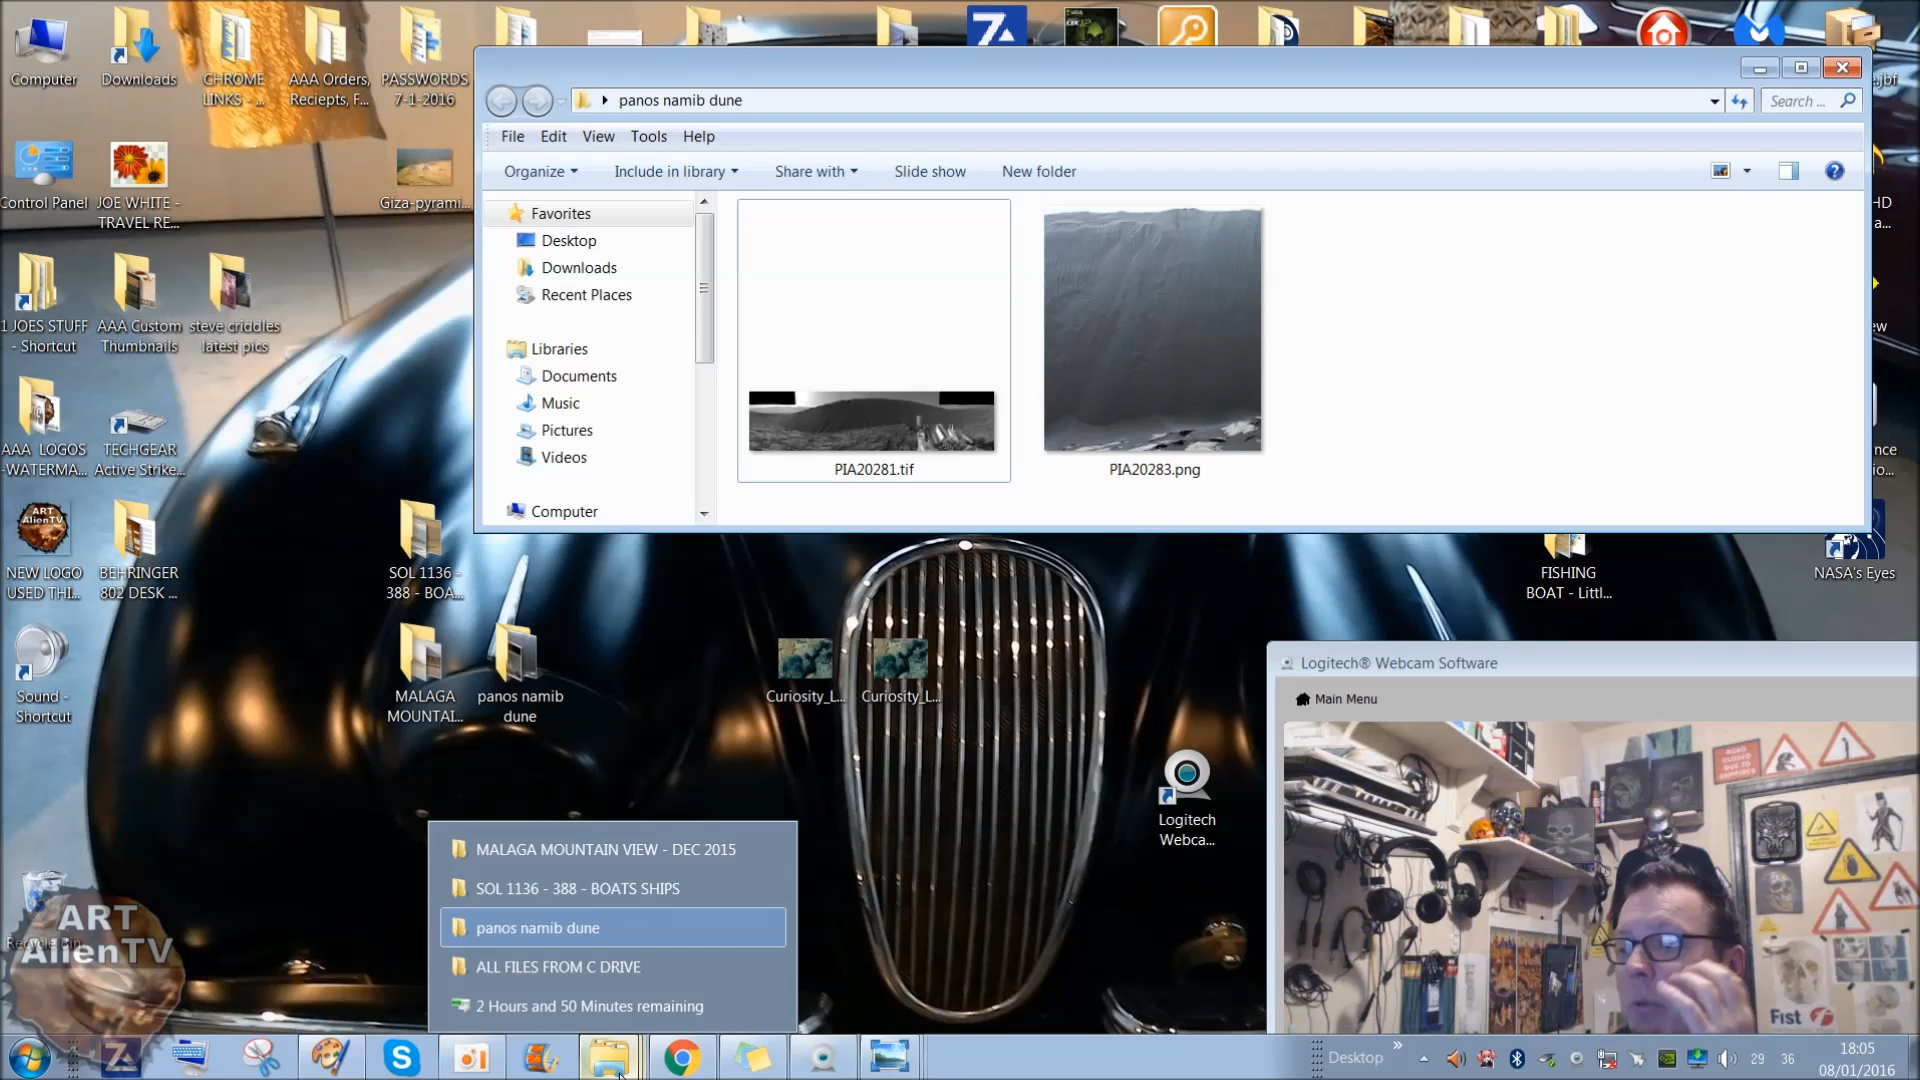 Computer
Downloads
CHROME
LINKS - ...
AAA Orders,
Reciepts, F...
PASSWORDS
7-1-2016
Control Panel
JOE WHITE -
TRAVEL RE...
Giza-pyrami...
1 JOES STUFF
- Shortcut
AAA Custom
Thumbnails
steve criddles
latest pics
AAA LOGOS
-WATERMA...
TECHGEAR
Active Strike...
NEW LOGO
USED THI...
BEHRINGER
802 DESK ...
SOL 1136 -
388 - BOA...
Sound -
Shortcut
MALAGA
MOUNTAI...
panos namib
dune
Curiosity_L...
Curiosity_L...
Logitech
Webca...
FISHING
BOAT - Littl...
NASA's Eyes
panos namib dune
Search ...
File
Edit
View
Tools
Help
Organize
Include in library
Share with
Slide show
New folder
Favorites
Desktop
Downloads
Recent Places
Libraries
Documents
Music
Pictures
Videos
Computer
PIA20281.tif
PIA20283.png
Logitech® Webcam Software
Main Menu
MALAGA MOUNTAIN VIEW - DEC 2015
SOL 1136 - 388 - BOATS SHIPS
panos namib dune
ALL FILES FROM C DRIVE
2 Hours and 50 Minutes remaining
ART
AlienTV
Recycle Bin
Fist
Desktop
29
36
18:05
08/01/2016